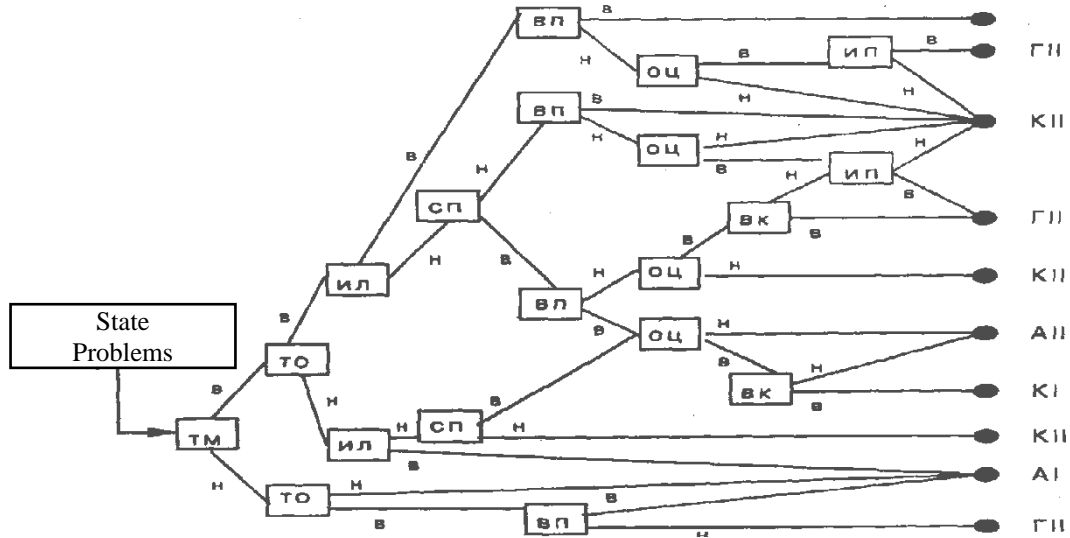 В
ВП
В ИП В ГII
Н ОЦ
Н Н
В ВП КII
Н Н Н
В ОЦ В
Н Н ИП
В
СП ВК ГII
В
Н В В
Н ОЦ Н КII
ИЛ
ВП
State В В Н АII
Problems ТО ОЦ
В В Н
В ВК КI
Н В В
СП Н Н КII
ТМ ИЛ В
АI
Н ТО Н В
В ВП ГII
Н